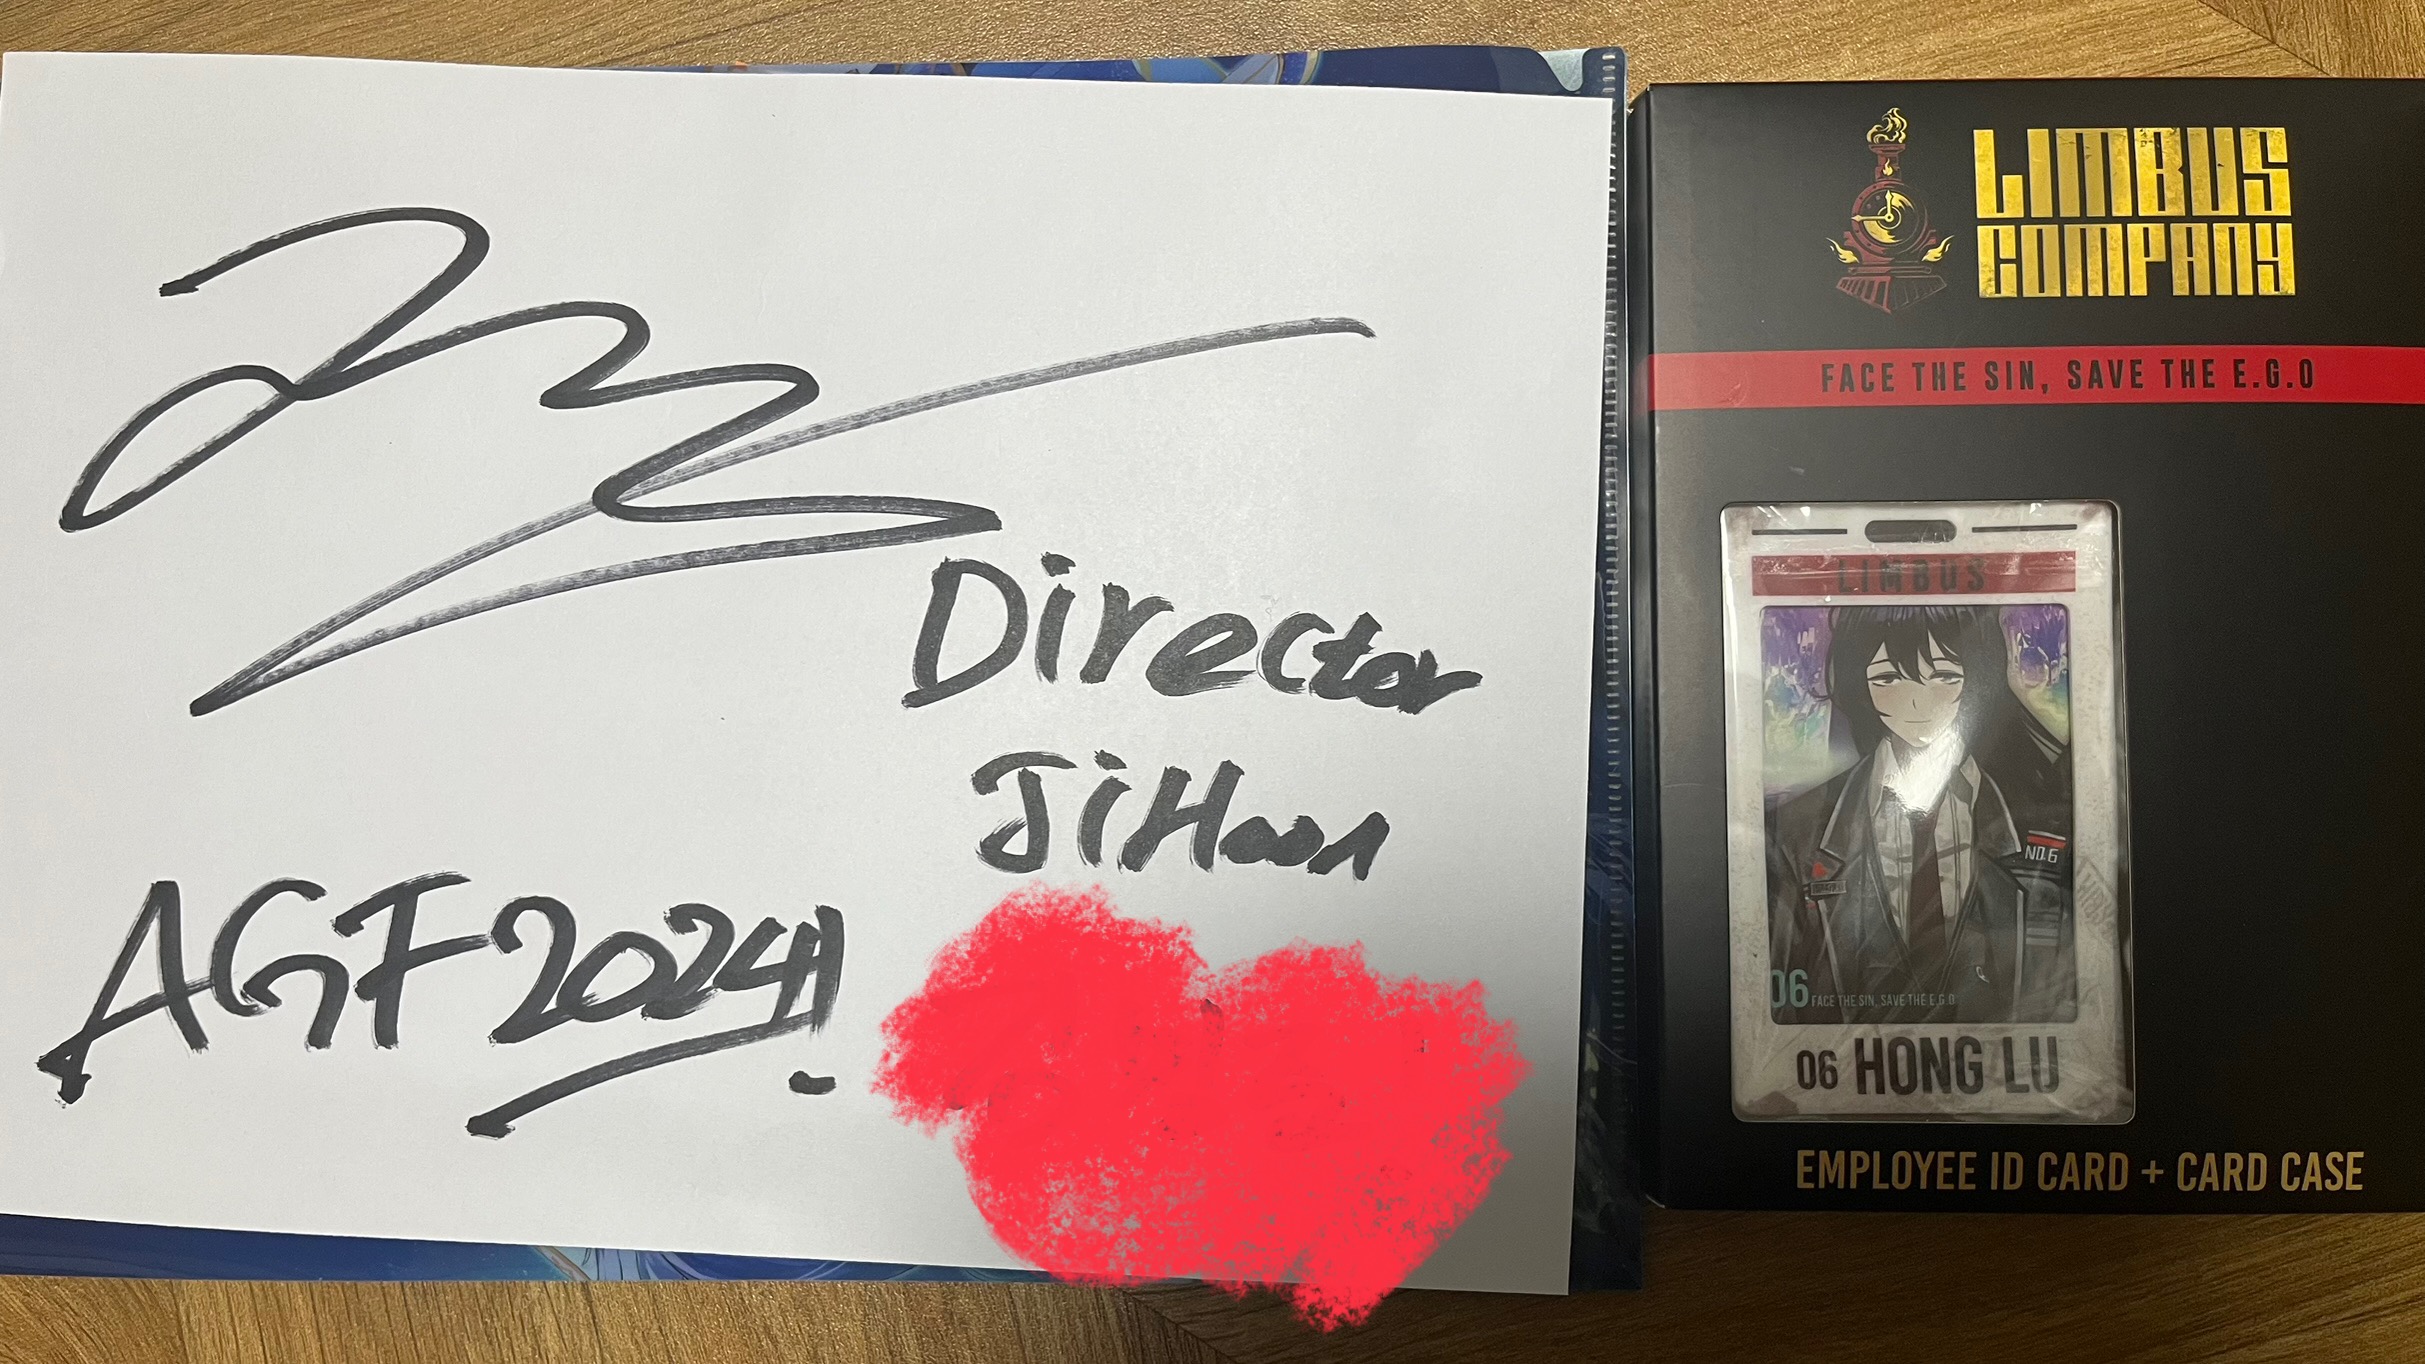 Director
JiHoon
AGF2024!
LIMBUS
COMPANY
FACE THE SIN, SAVE THE E.G.O
LIMBUS
NO.6
06 FACE THE SIN, SAVE THE E.G.O
06 HONG LU
EMPLOYEE ID CARD + CARD CASE